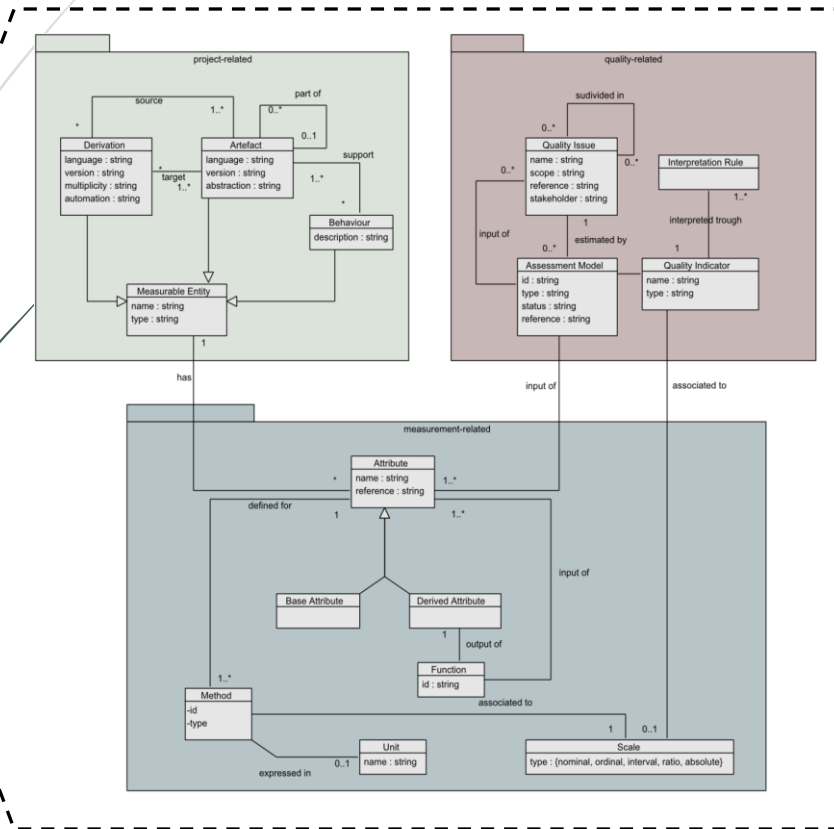 project-related
source
1..*
*
part of
0..*
0..1
Derivation
language : string
version : string
multiplicity : string
automation : string
*
target
1..*
Artefact
language : string
version : string
abstraction : string
support
1..*
*
Behaviour
description : string
Measurable Entity
name : string
type : string
1
has
quality-related
sudivided in
0..*
0..*
Quality Issue
name : string
scope : string
reference : string
stakeholder : string
0..*
input of
1
estimated by
0..*
Interpretation Rule
1..*
interpreted trough
1
Assessment Model
id : string
type : string
status : string
reference : string
Quality Indicator
name : string
type : string
input of
associated to
measurement-related
Attribute
name : string
reference : string
*
1..*
defined for
1
1..*
input of
Base Attribute
Derived Attribute
1
output of
Function
id : string
associated to
1..*
Method
-id
-type
1
0..1
Unit
name : string
0..1
expressed in
Scale
type : {nominal, ordinal, interval, ratio, absolute}